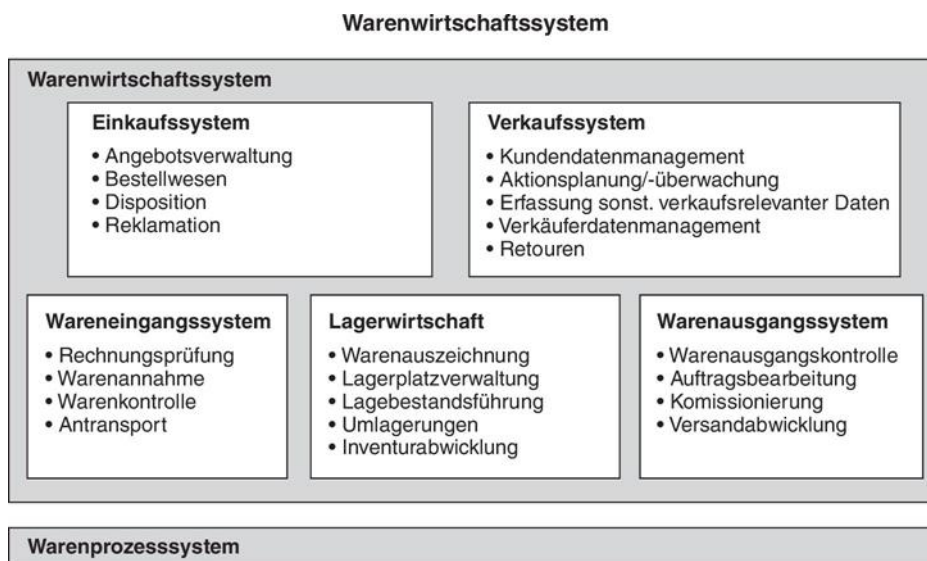 Warenwirtschaftssystem
Warenwirtschaftssystem
Einkaufssystem
• Angebotsverwaltung
• Bestellwesen
• Disposition
• Reklamation
Verkaufssystem
• Kundendatenmanagement
• Aktionsplanung/-überwachung
• Erfassung sonst. verkaufsrelevanter Daten
• Verkäuferdatenmanagement
• Retouren
Wareneingangssystem
• Rechnungsprüfung
• Warenannahme
• Warenkontrolle
• Antransport
Lagerwirtschaft
• Warenauszeichnung
• Lagerplatzverwaltung
• Lagebestandsführung
• Umlagerungen
• Inventurabwicklung
Warenausgangssystem
• Warenausgangskontrolle
• Auftragsbearbeitung
• Komissionierung
• Versandabwicklung
Warenprozesssystem